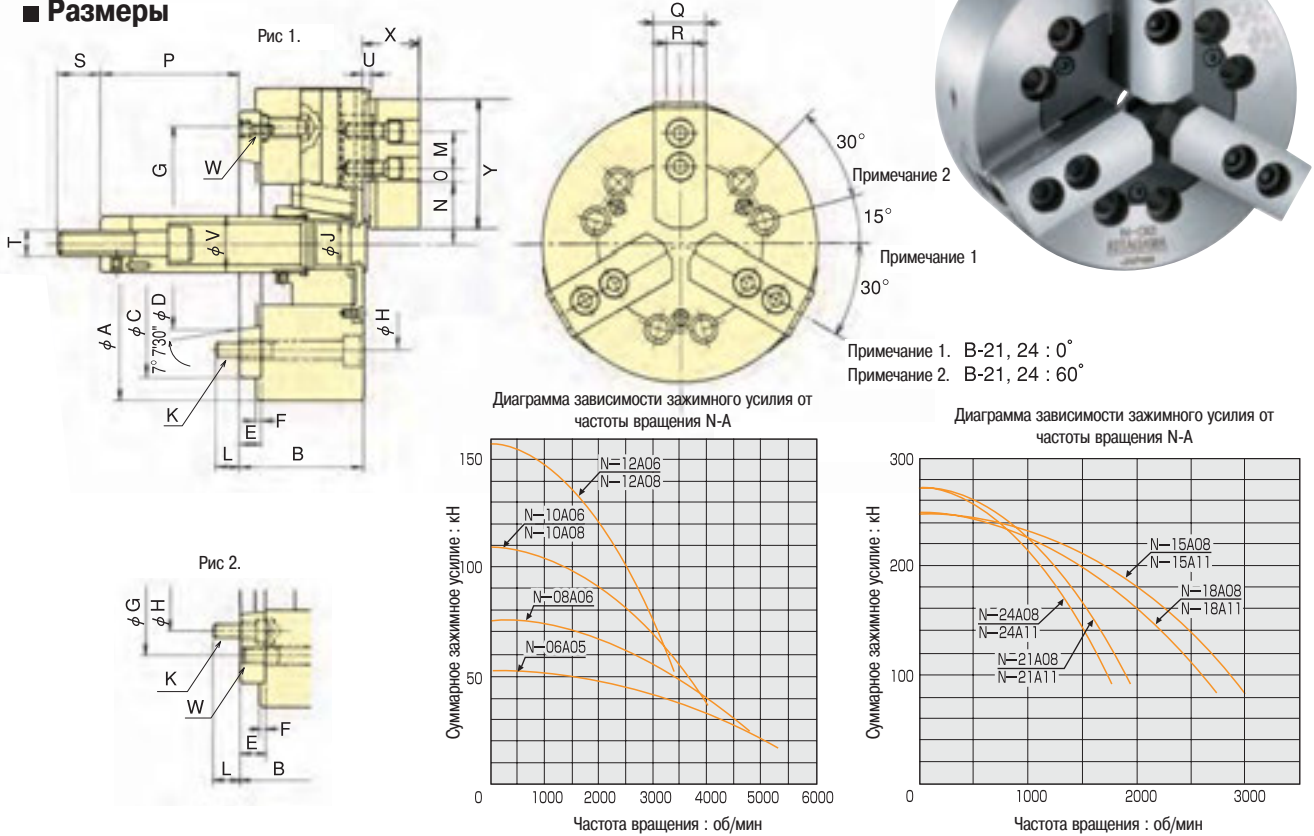 ■ Размеры
Рис 1.
S
P
U
X
W
G
M
O
N
Y
T
φV
φJ
φA
φC
7° 7'30"
φD
φH
K
F
E
L
B
Q
R
30°
Примечание 2
15°
Примечание 1
30°
N-08
KITAGAWA
JAPAN
Примечание 1. B-21, 24 : 0°
Примечание 2. B-21, 24 : 60°
Рис 2.
φG
φH
K
W
F
E
L
B
Диаграмма зависимости зажимного усилия от
частоты вращения N-A
Суммарное зажимное усилие : кН
150
100
50
N-12A06
N-12A08
N-10A06
N-10A08
N-08A06
N-06A05
0 1000 2000 3000 4000 5000 6000
Частота вращения : об/мин
Диаграмма зависимости зажимного усилия от
частоты вращения N-A
Суммарное зажимное усилие : кН
300
200
100
N-15A08
N-15A11
N-18A08
N-18A11
N-24A08
N-24A11
N-21A08
N-21A11
0 1000 2000 3000
Частота вращения : об/мин